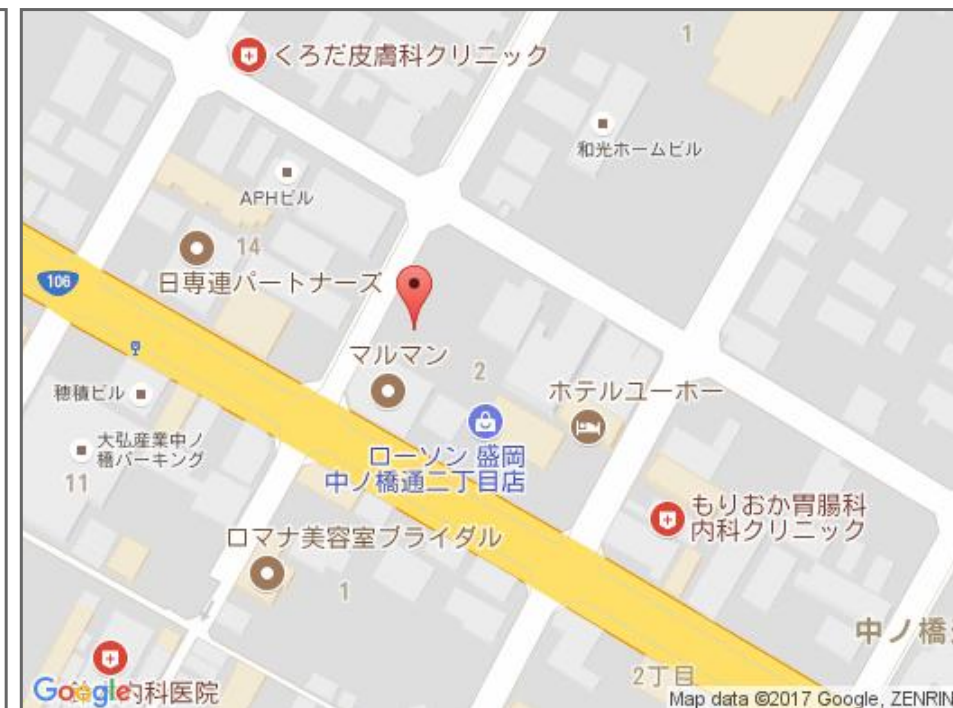 くろだ皮膚科クリニック
1
和光ホームビル
APHビル
14
日専連パートナーズ
106
マルマン
2
穂積ビル
ホテルユーホー
大弘産業中ノ
橋パーキング
11
ローソン 盛岡
中ノ橋通二丁目店
もりおか胃腸科
内科クリニック
ロマナ美容室ブライダル
1
中ノ橋
2丁目
Google
内科医院
Map data ©2017 Google, ZENRIN